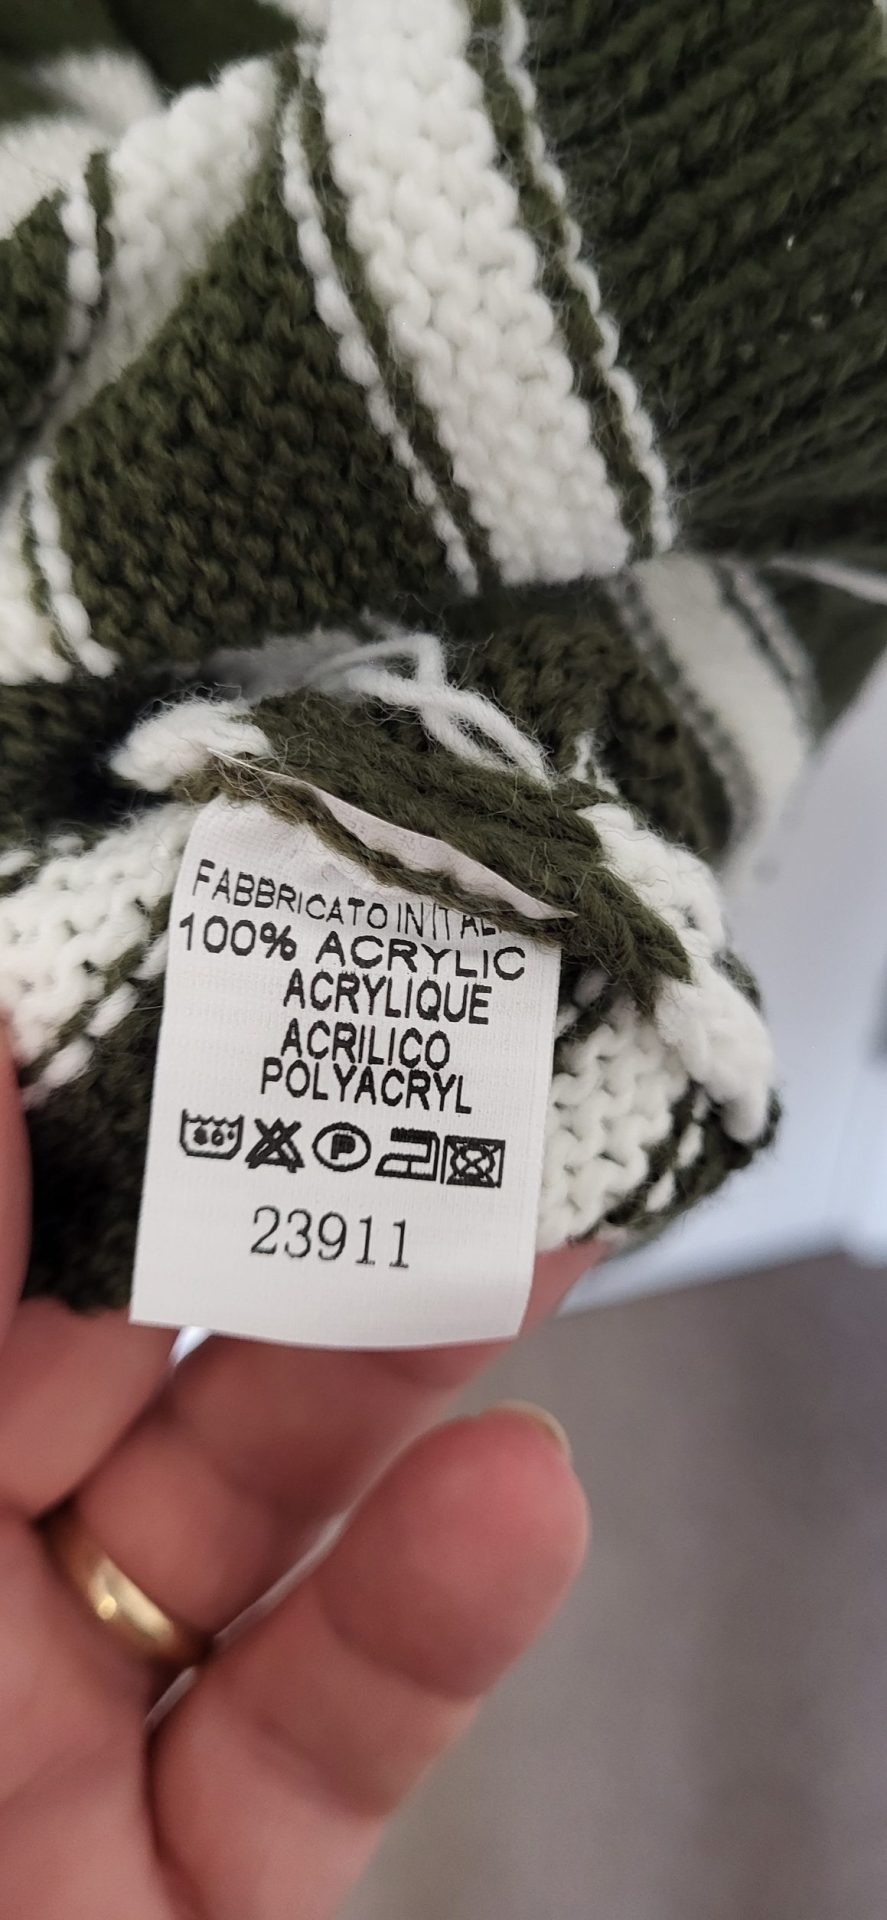 FABBRICATO IN
100% ACRYLIC
ACRYLIQUE
ACRILICO
POLYACRYL
P
23911